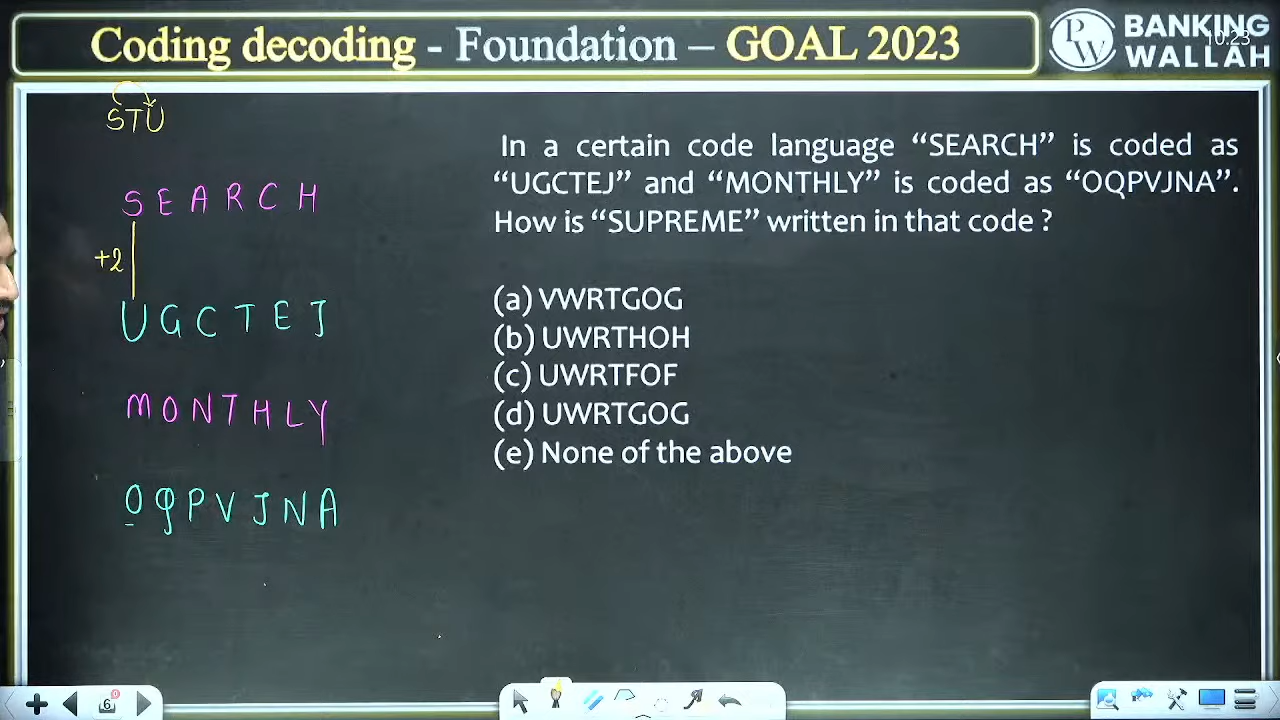 Coding decoding - Foundation – GOAL 2023
PW BANKING WALLAH
10:23
STU
SEARCH
+2
UGCTEJ
MONTHLY
OQPVJNA
In a certain code language “SEARCH” is coded as
“UGCTEJ” and “MONTHLY” is coded as “OQPVJNA”.
How is “SUPREME” written in that code ?
(a) VWRTGOG
(b) UWRTHOH
(c) UWRTFOF
(d) UWRTGOG
(e) None of the above
6